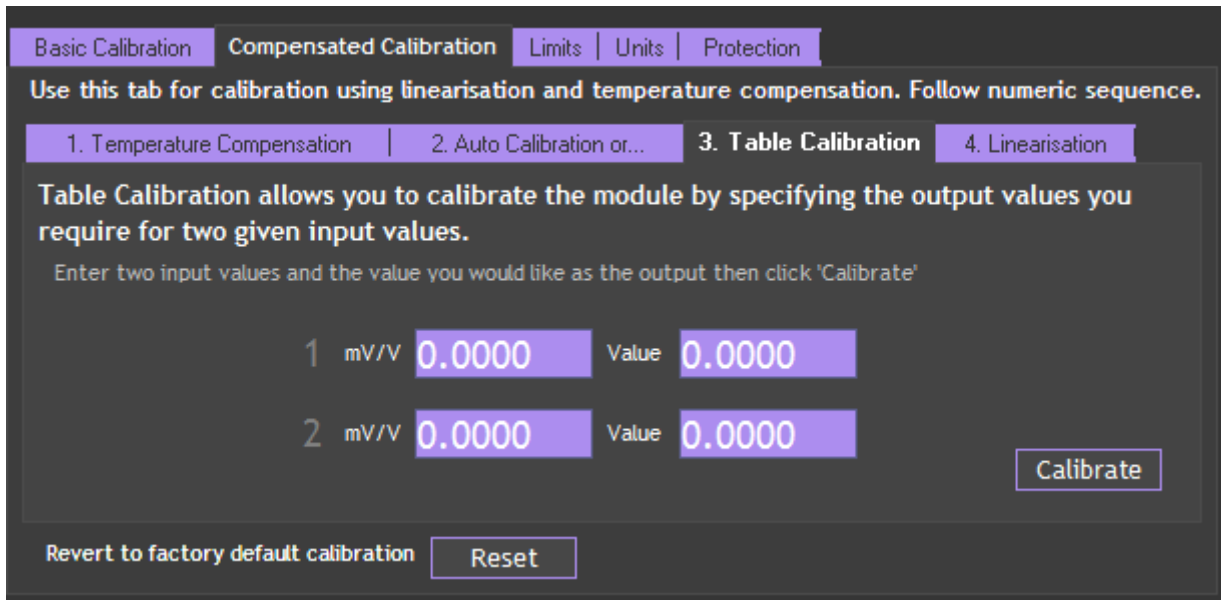 Basic Calibration Compensated Calibration Limits Units Protection
Use this tab for calibration using linearisation and temperature compensation. Follow numeric sequence.
1. Temperature Compensation 2. Auto Calibration or... 3. Table Calibration 4. Linearisation
Table Calibration allows you to calibrate the module by specifying the output values you
require for two given input values.
Enter two input values and the value you would like as the output then click 'Calibrate'
1 mV/V 0.0000 Value 0.0000
2 mV/V 0.0000 Value 0.0000
Calibrate
Revert to factory default calibration Reset